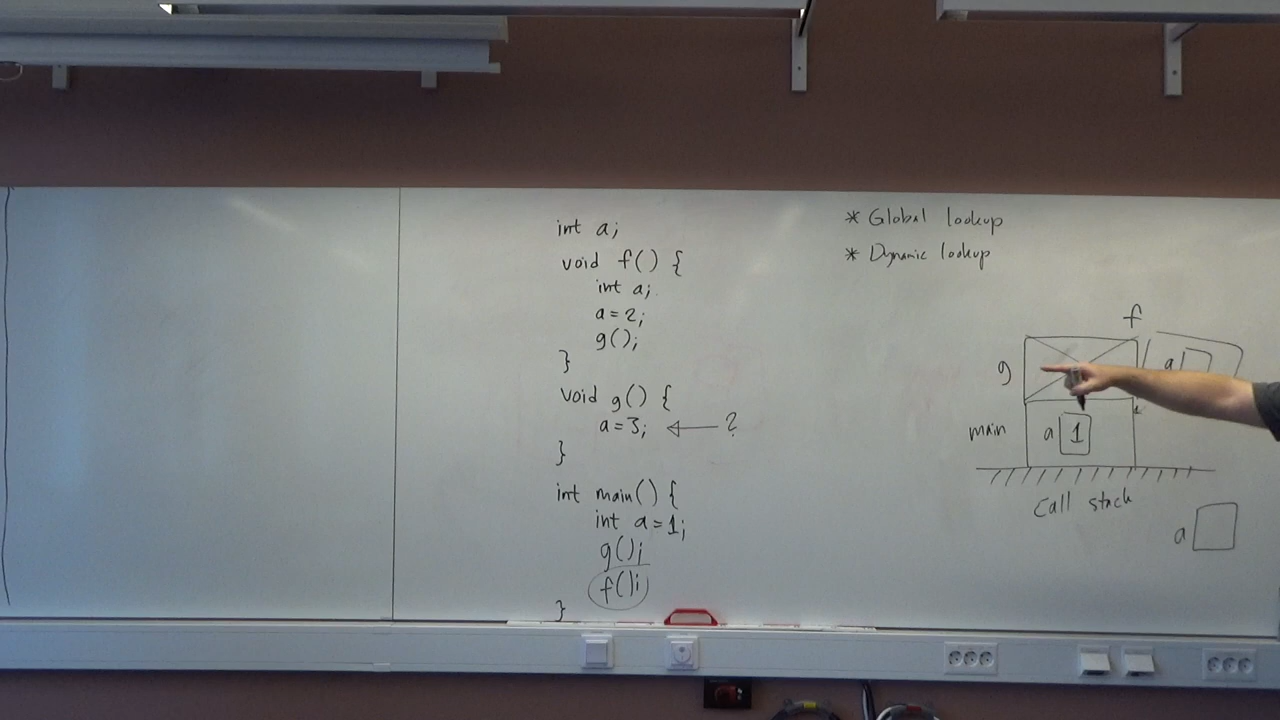 int a;
void f() {
int a;
a = 2;
g();
}
void g() {
a = 3; ?
}
int main() {
int a = 1;
g();
f();
}
* Global lookup
* Dynamic lookup
f
g
a
main
a 1
Call stack
a